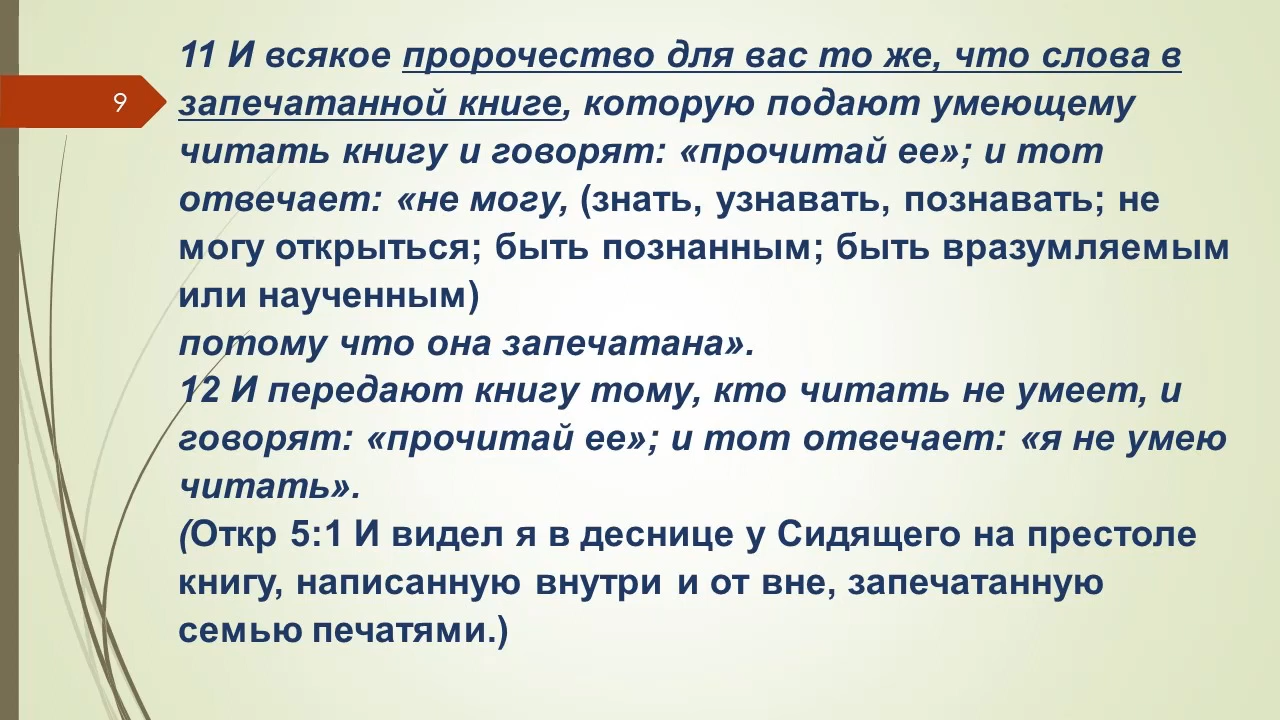 11 И всякое пророчество для вас то же, что слова в
9
запечатанной книге, которую подают умеющему
читать книгу и говорят: «прочитай ее»; и тот
отвечает: «не могу, (знать, узнавать, познавать; не
могу открыться; быть познанным; быть вразумляемым
или наученным)
потому что она запечатана».
12 И передают книгу тому, кто читать не умеет, и
говорят: «прочитай ее»; и тот отвечает: «я не умею
читать».
(Откр 5:1 И видел я в деснице у Сидящего на престоле
книгу, написанную внутри и от вне, запечатанную
семью печатями.)